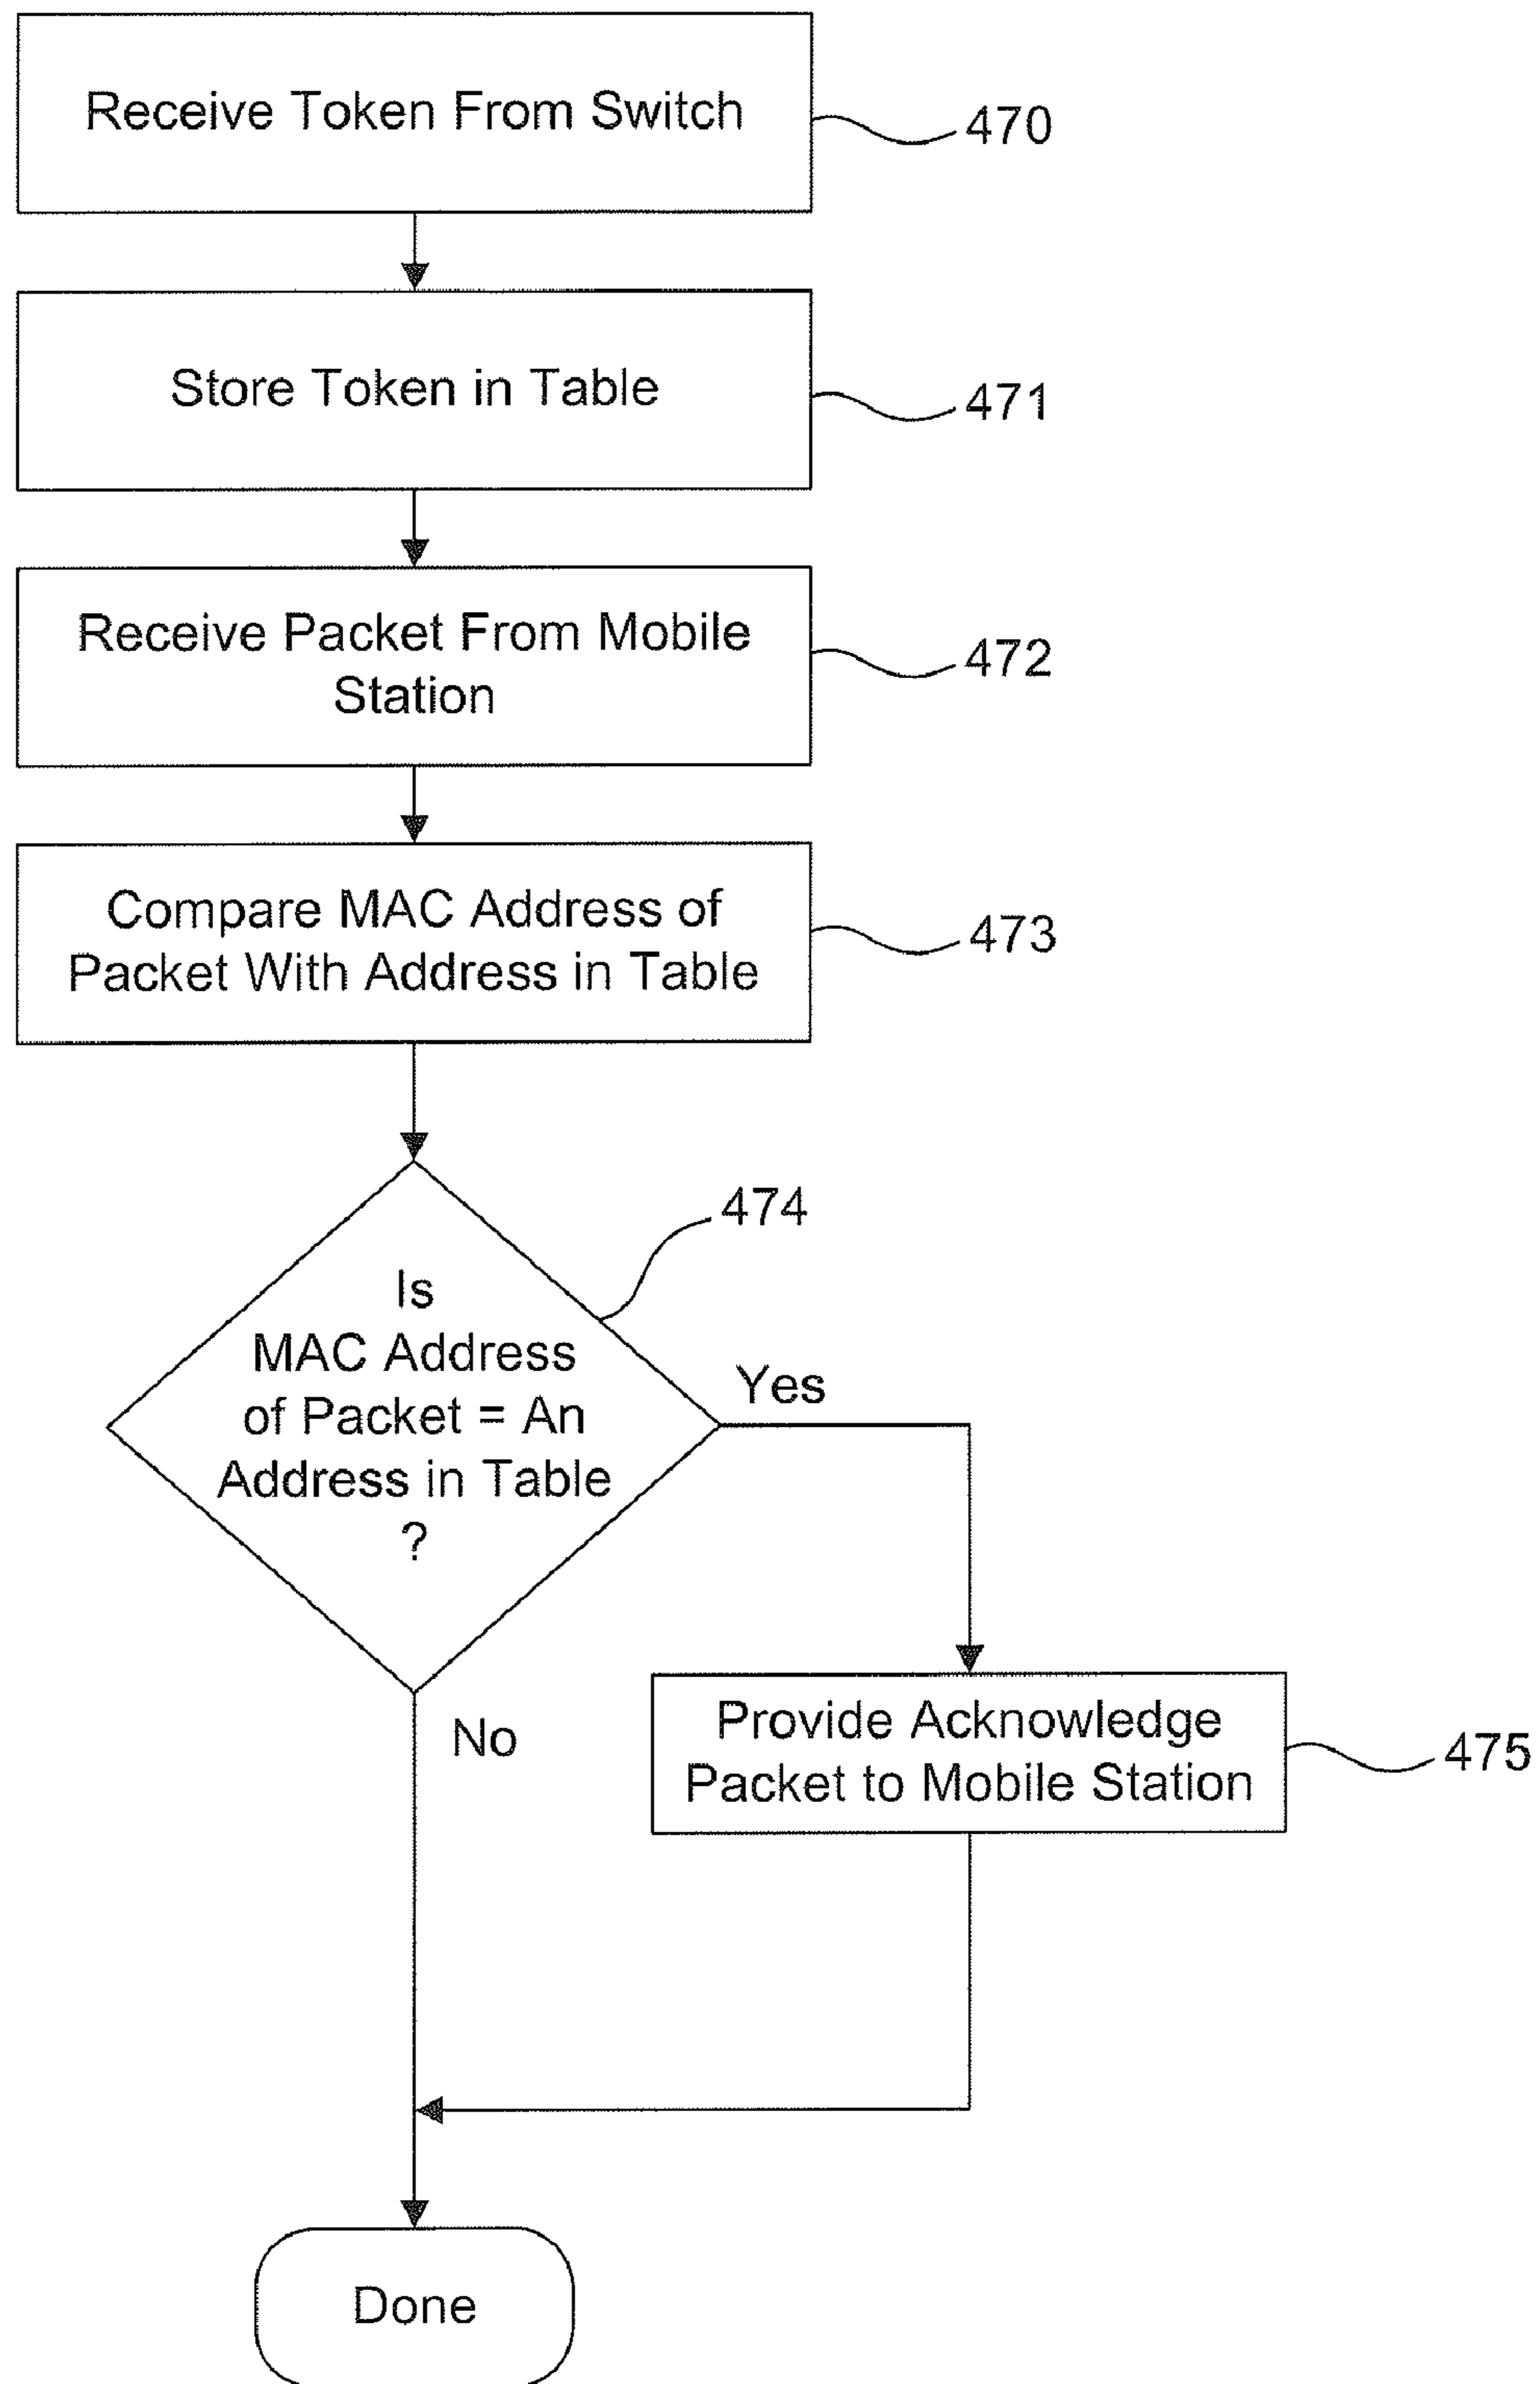 Receive Token From Switch
470
Store Token in Table
471
Receive Packet From Mobile
Station
472
Compare MAC Address of
Packet With Address in Table
473
474
Is
MAC Address
of Packet = An
Address in Table
?
Yes
No
Provide Acknowledge
Packet to Mobile Station
475
Done